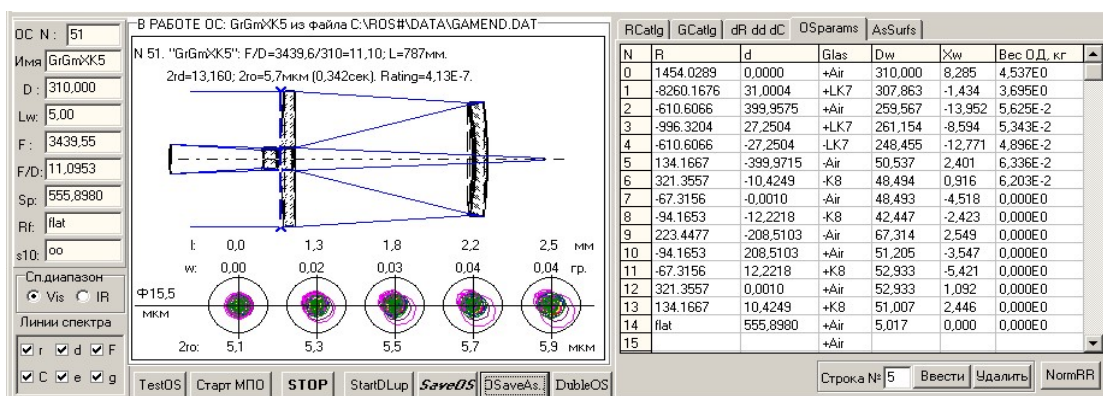 ОС N : 51
Имя GrGmXK5
D : 310,000
Lw: 5,00
F : 3439,55
F/D: 11,0953
Sp: 555,8980
Rf: flat
s10: oo
Сп.диапазон
Vis IR
Линии спектра
r d F
C e g
В РАБОТЕ ОС: GrGmXK5 из файла C:\ROS#\DATA\GAMEND.DAT
N 51. "GrGmXK5": F/D=3439,6/310=11,10; L=787мм.
2rd=13,160; 2ro=5,7мкм (0,342сек). Rating=4,13E-7.
l: 0,0 1,3 1,8 2,2 2,5 мм
w: 0,00 0,02 0,03 0,04 0,04 гр.
Ф15,5
мкм
2ro: 5,1 5,3 5,5 5,7 5,9 мкм
TestOS Старт МПО STOP StartDLup SaveOS OSaveAs.. DubleOS
RCatlg GCatlg dR dd dC OSparams AsSurfs
N R d Glas Dw Xw Вес ОД, кг
0 1454.0289 0,0000 +Air 310,000 8,285 4,537E0
1 -8260.1676 31,0004 +LK7 307,863 -1,434 3,695E0
2 -610.6066 399,9575 +Air 259,567 -13,952 5,625E-2
3 -996.3204 27,2504 +LK7 261,154 -8,594 5,343E-2
4 -610.6066 -27,2504 -LK7 248,455 -12,771 4,896E-2
5 134.1667 -399,9715 -Air 50,537 2,401 6,336E-2
6 321.3557 -10,4249 -K8 48,494 0,916 6,203E-2
7 -67.3156 -0,0010 -Air 48,493 -4,518 0,000E0
8 -94.1653 -12,2218 -K8 42,447 -2,423 0,000E0
9 223.4477 -208,5103 -Air 67,314 2,549 0,000E0
10 -94.1653 208,5103 +Air 51,205 -3,547 0,000E0
11 -67.3156 12,2218 +K8 52,933 -5,421 0,000E0
12 321.3557 0,0010 +Air 52,933 1,092 0,000E0
13 134.1667 10,4249 +K8 51,007 2,446 0,000E0
14 flat 555,8980 +Air 5,017 0,000 0,000E0
15 +Air
Строка № 5 Ввести Удалить NormRR